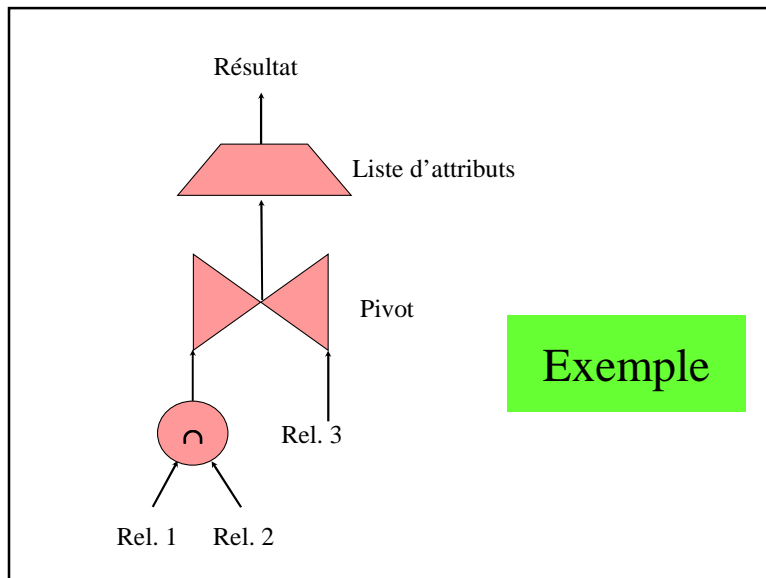 Résultat
Liste d'attributs
Pivot
Exemple
∩
Rel. 3
Rel. 1
Rel. 2